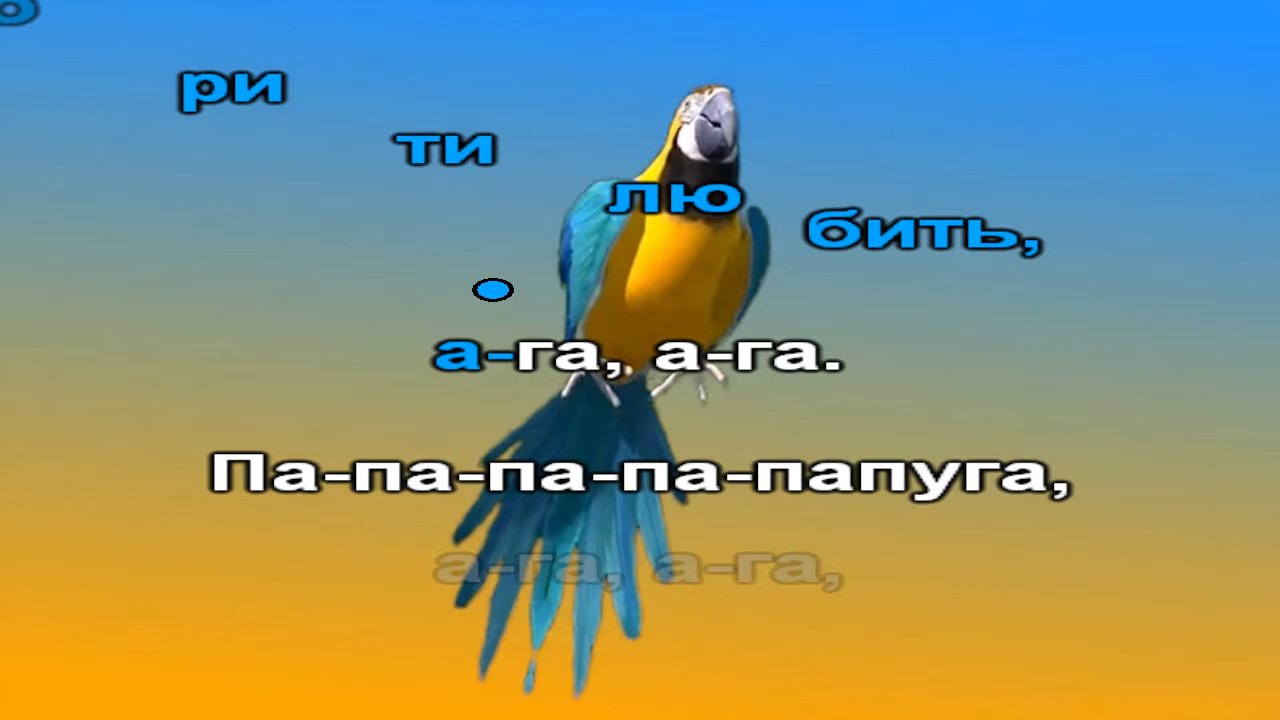 ри ти лю бить,
а-га, а-га.
Па-па-па-па-папуга,
а-га, а-га,